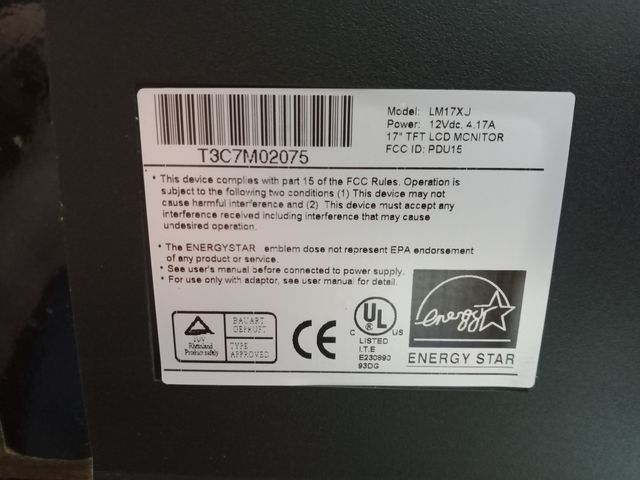 Model: LM17XJ
Power: 12Vdc, 4.17A
17" TFT LCD MCNITOR
FCC ID: PDU15
T3C7M02075
* This device complies with part 15 of the FCC Rules. Operation is
subject to the following two conditions (1) This device may not
cause harmful interference and (2) This device must accept any
interference received including interference that may cause
undesired operation.
* The ENERGYSTAR emblem dose not represent EPA endorsement
of any product or service.
* See user's manual before connected to power supply.
* For use only with adaptor, see user manual for detail.
TÜV
Rheinland
Product safety
BAUART
GEPRÜFT
TYPE
APPROVED
CE
C UL US
LISTED
I.T.E
E230890
93DG
energy
ENERGY STAR